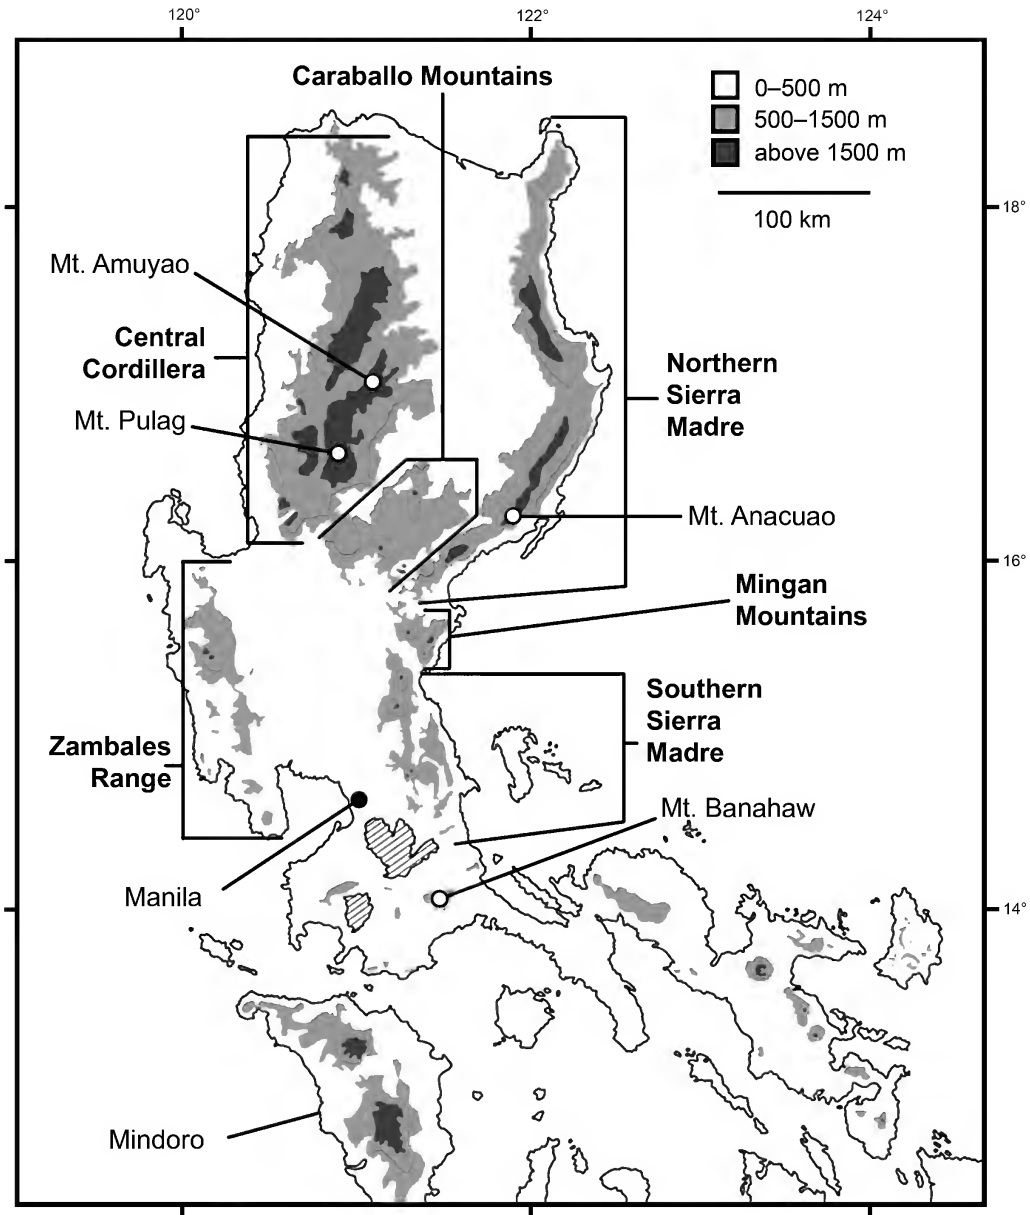 120°
122°
124°
Caraballo Mountains
0–500 m
500–1500 m
above 1500 m
100 km
18°
Mt. Amuyao
Central
Cordillera
Northern
Sierra
Madre
Mt. Pulag
Mt. Anacuao
16°
Mingan
Mountains
Southern
Sierra
Madre
Zambales
Range
Mt. Banahaw
Manila
14°
Mindoro